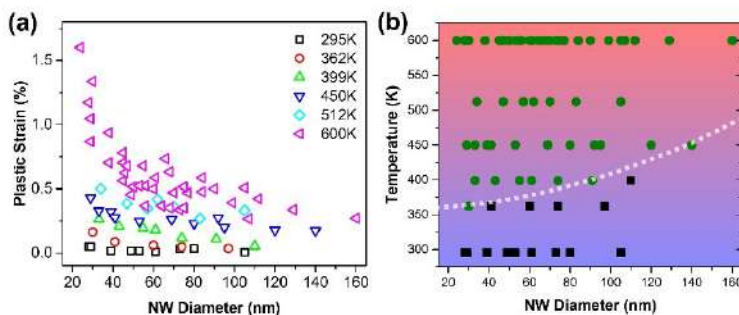 (a)
1.5
1.0
0.5
0.0
Plastic Strain (%)
295K
362K
399K
450K
512K
600K
20 40 60 80 100 120 140 160
NW Diameter (nm)
(b)
600
550
500
450
400
350
300
Temperature (K)
20 40 60 80 100 120 140 160
NW Diameter (nm)